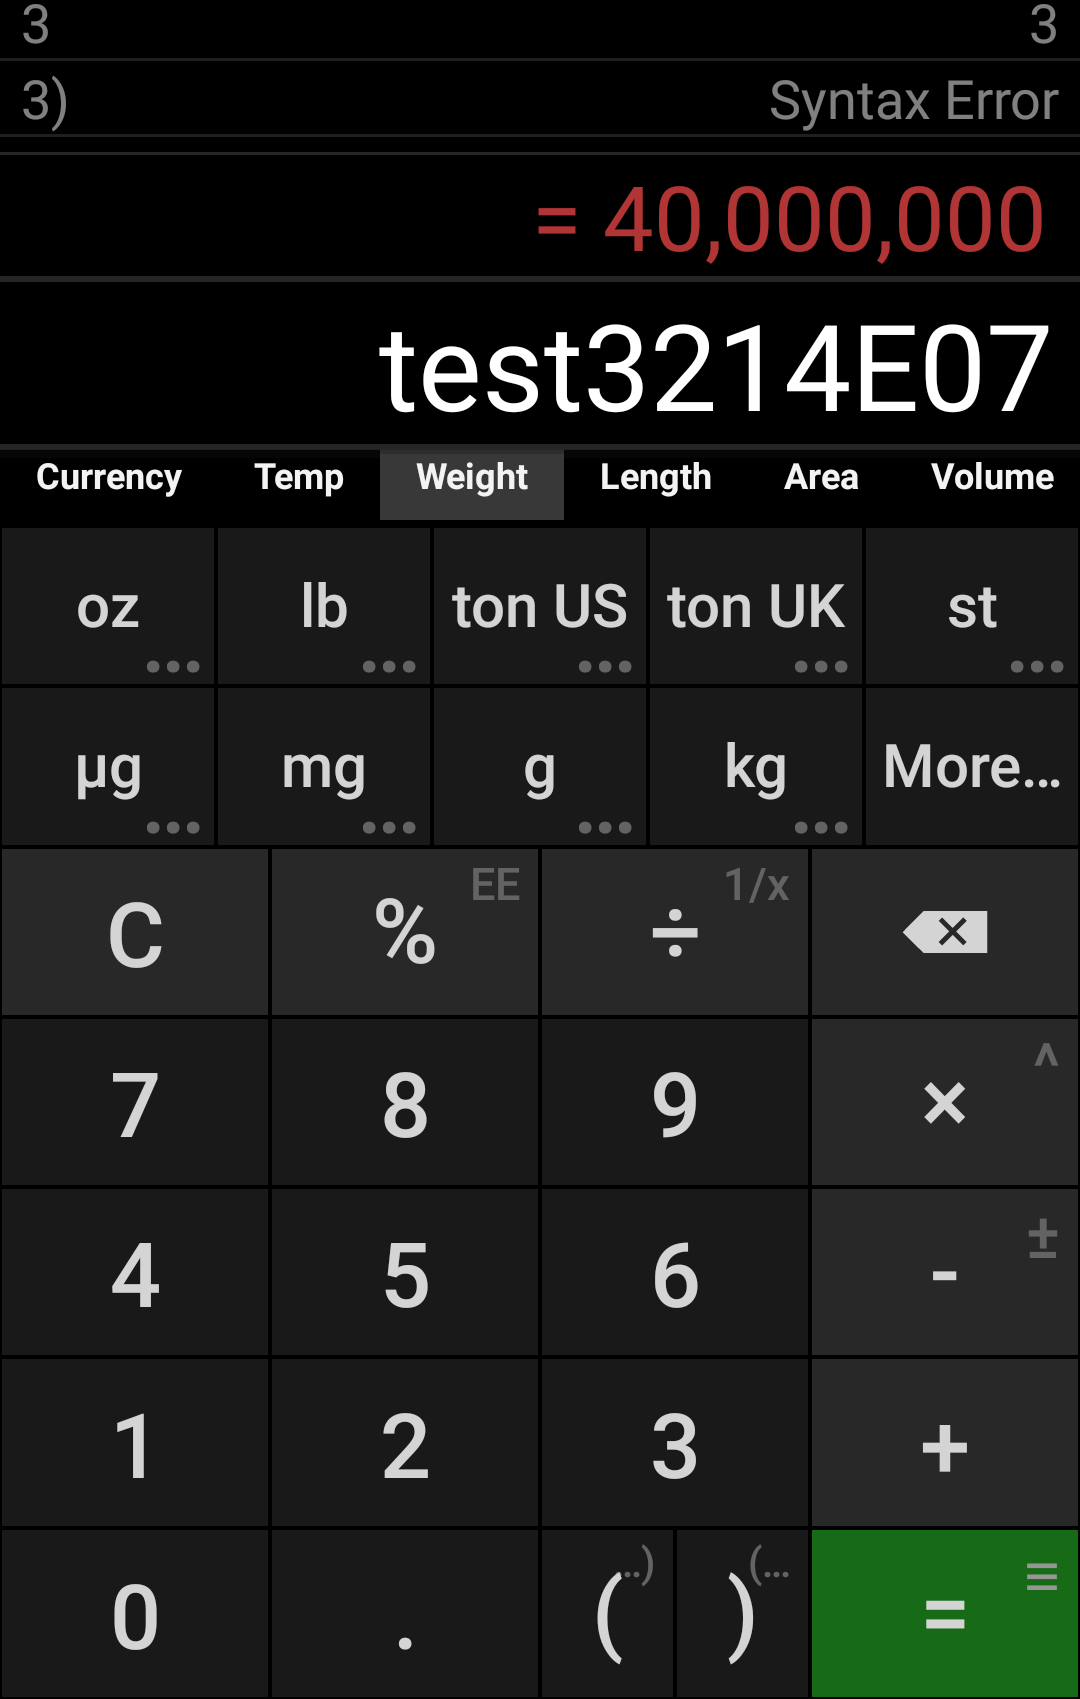 3 3
3) Syntax Error
= 40,000,000
test3214E07
Currency Temp Weight Length Area Volume
oz lb ton US ton UK st
... ... ... ... ...
µg mg g kg More...
... ... ... ...
EE 1/x
C % ÷
^
7 8 9 ×
±
4 5 6 -
1 2 3 +
..) (... ≡
0 . ( ) =